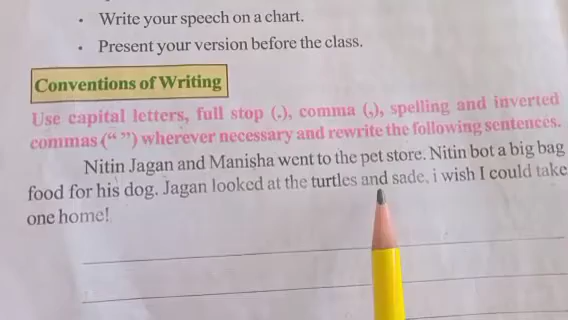 • Write your speech on a chart.
• Present your version before the class.
Conventions of Writing
Use capital letters, full stop (.), comma (,), spelling and inverted
commas (“ ”) wherever necessary and rewrite the following sentences.
Nitin Jagan and Manisha went to the pet store. Nitin bot a big bag
food for his dog. Jagan looked at the turtles and sade, i wish I could take
one home!